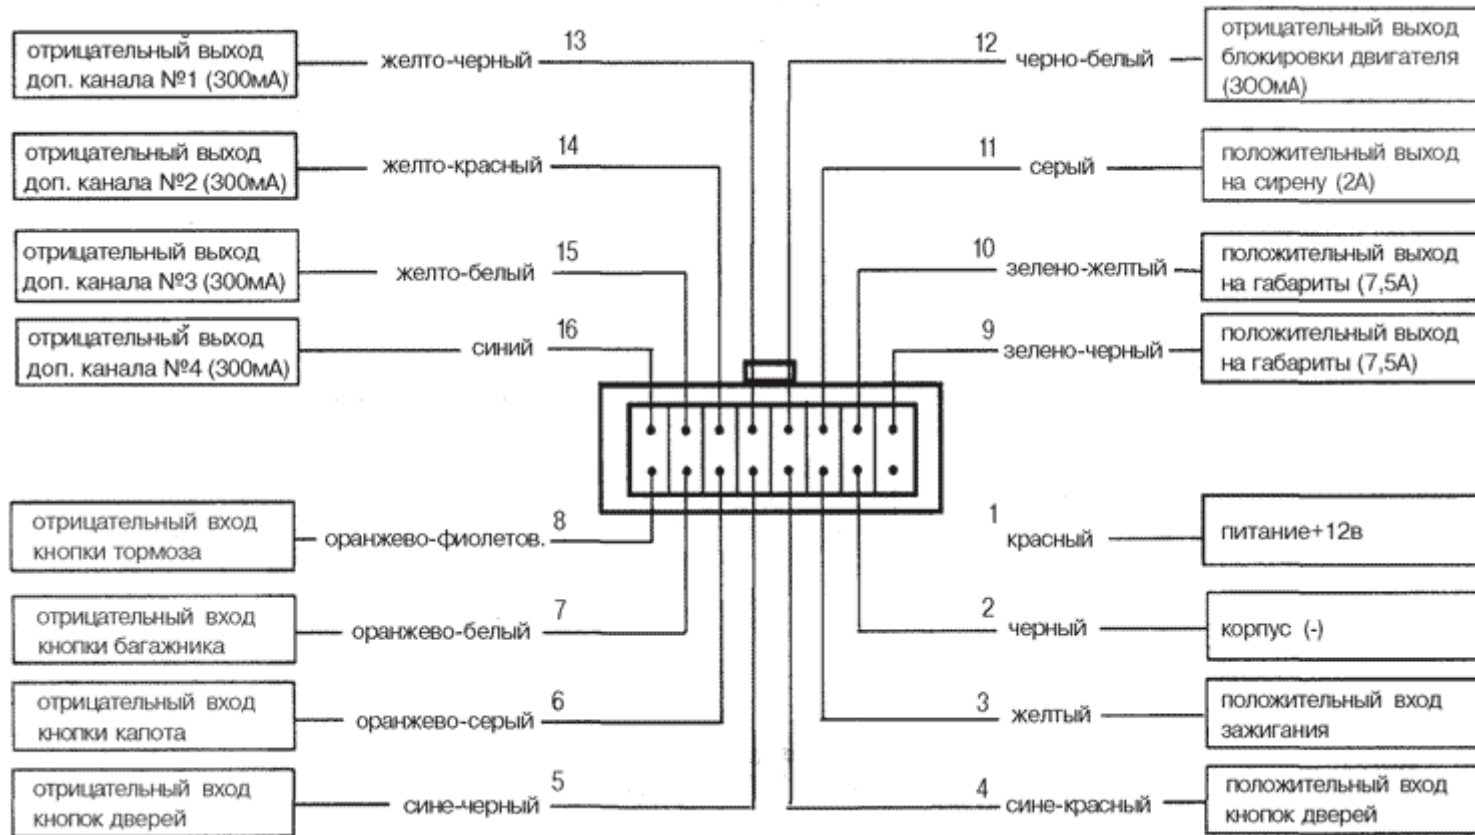 отрицательный выход
доп. канала №1 (300мА)
желто-черный
13
12
черно-белый
отрицательный выход
блокировки двигателя
(300мА)
отрицательный выход
доп. канала №2 (300мА)
желто-красный
14
11
серый
положительный выход
на сирену (2А)
отрицательный выход
доп. канала №3 (300мА)
желто-белый
15
10
зелено-желтый
положительный выход
на габариты (7,5А)
отрицательный выход
доп. канала №4 (300мА)
синий
16
9
зелено-черный
положительный выход
на габариты (7,5А)
отрицательный вход
кнопки тормоза
оранжево-фиолетов.
8
1
красный
питание+12в
отрицательный вход
кнопки багажника
оранжево-белый
7
2
черный
корпус (-)
отрицательный вход
кнопки капота
оранжево-серый
6
3
желтый
положительный вход
зажигания
отрицательный вход
кнопок дверей
сине-черный
5
4
сине-красный
положительный вход
кнопок дверей